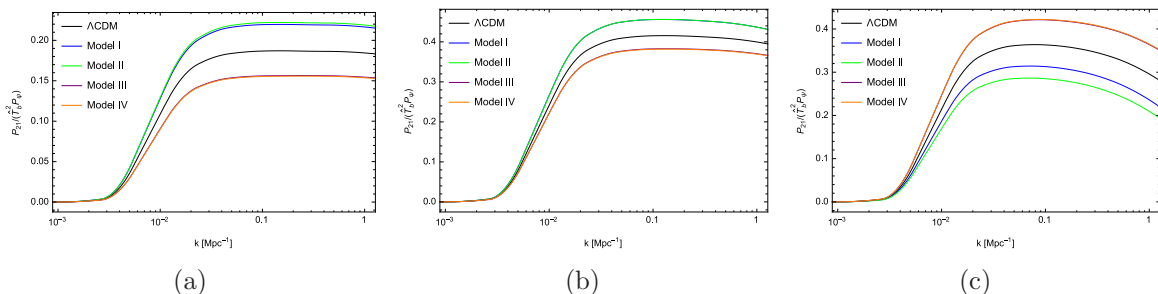 P₂₁/(T̂_b²P_ψ)
0.20
0.15
0.10
0.05
0.00
ΛCDM
Model I
Model II
Model III
Model IV
10⁻³
10⁻²
0.1
1
k [Mpc⁻¹]
(a)
P₂₁/(T̂_b²P_ψ)
0.4
0.3
0.2
0.1
0.0
ΛCDM
Model I
Model II
Model III
Model IV
10⁻³
10⁻²
0.1
1
k [Mpc⁻¹]
(b)
P₂₁/(T̂_b²P_ψ)
0.4
0.3
0.2
0.1
0.0
ΛCDM
Model I
Model II
Model III
Model IV
10⁻³
10⁻²
0.1
1
k [Mpc⁻¹]
(c)